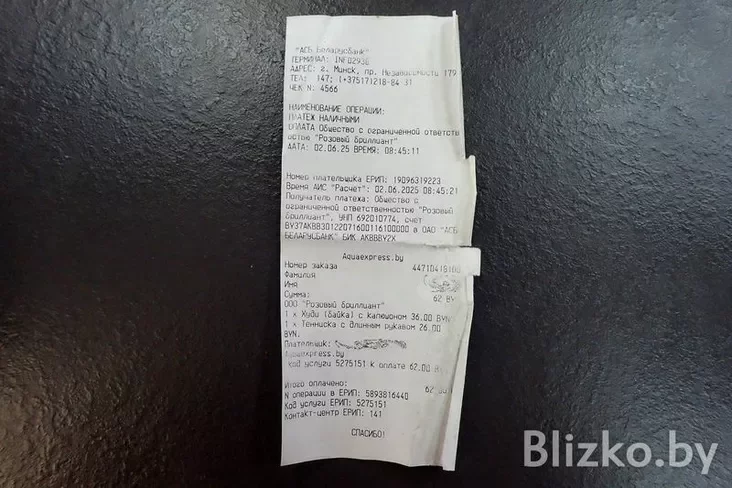 "АСБ Беларусбанк"
ТЕРМИНАЛ: INF02938
АДРЕС: г. Минск, пр. Независимости 179
ТЕЛ: 147; (+37517)218-84-31
ЧЕК N: 4566
НАИМЕНОВАНИЕ ОПЕРАЦИИ:
ПЛАТЕЖ НАЛИЧНЫМИ
ОПЛАТА Общество с ограниченной ответств
остью "Розовый бриллиант"
ДАТА: 02.06.25 ВРЕМЯ: 08:45:11
Номер плательщика ЕРИП: 19096319223
Время АИС "Расчет": 02.06.2025 08:45:21
Получатель платежа: Общество с
ограниченной ответственностью "Розовый
бриллиант", УНП 692010774, счет
BY37AKBB30122071600116100000 в ОАО "АСБ
БЕЛАРУСБАНК" БИК AKBBBY2X
Aquaexpress.by
Номер заказа
Фамилия
Имя
Сумма: 62 BY
ООО "Розовый бриллиант"
1 x Худи (байка) с капюшоном 36.00 BYN
1 x Тенниска с длинным рукавом 26.00
BYN.
Плательщик:
Aquaexpress.by
код услуги 5275151 к оплате 62.00 B
Итого оплачено: 62.00
N операции в ЕРИП: 5893816440
Код услуги ЕРИП: 5275151
Контакт-центр ЕРИП: 141
СПАСИБО!
Blizko.by